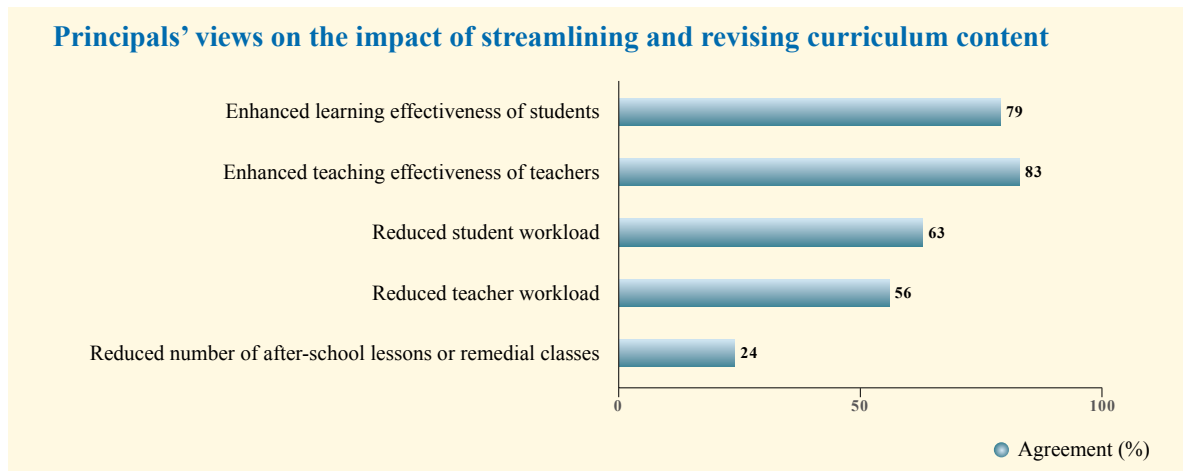 Principals’ views on the impact of streamlining and revising curriculum content
Enhanced learning effectiveness of students 79
Enhanced teaching effectiveness of teachers 83
Reduced student workload 63
Reduced teacher workload 56
Reduced number of after-school lessons or remedial classes 24
0 50 100
Agreement (%)